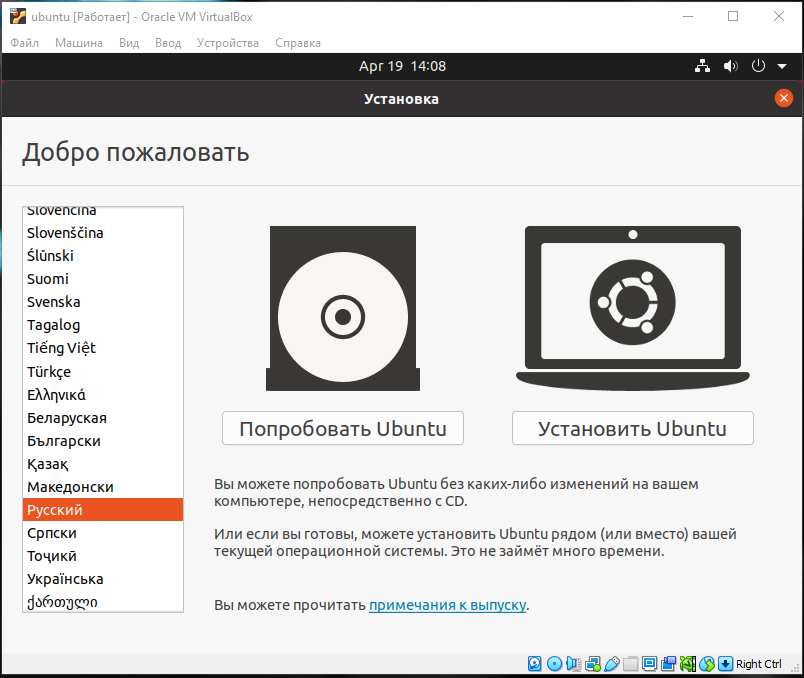 ubuntu [Работает] - Oracle VM VirtualBox
Файл Машина Вид Ввод Устройства Справка
Apr 19 14:08
Установка
Добро пожаловать
Slovenčina
Slovenščina
Ślůnski
Suomi
Svenska
Tagalog
Tiếng Việt
Türkçe
Ελληνικά
Беларуская
Български
Қазақ
Македонски
Русский
Српски
Тоҷикӣ
Українська
ქართული
Попробовать Ubuntu
Установить Ubuntu
Вы можете попробовать Ubuntu без каких-либо изменений на вашем
компьютере, непосредственно с CD.
Или если вы готовы, можете установить Ubuntu рядом (или вместо) вашей
текущей операционной системы. Это не займёт много времени.
Вы можете прочитать примечания к выпуску.
Right Ctrl